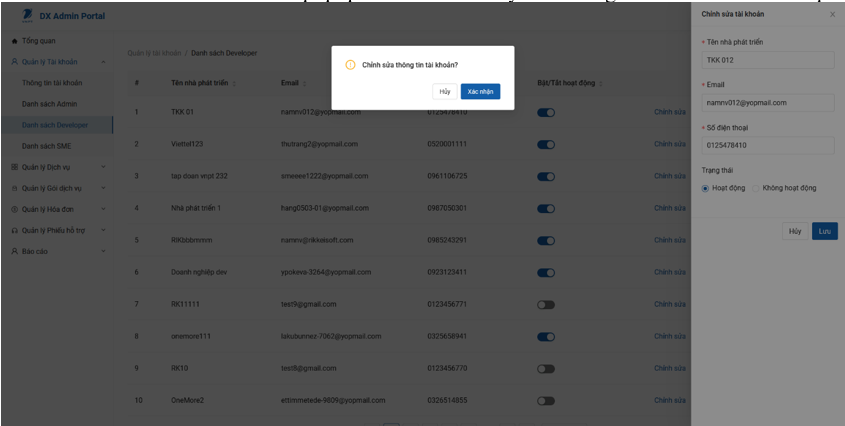 DX Admin Portal
Tổng quan
Quản lý Tài khoản
Thông tin tài khoản
Danh sách Admin
Danh sách Developer
Danh sách SME
Quản lý Dịch vụ
Quản lý Gói dịch vụ
Quản lý Hóa đơn
Quản lý Phiếu hỗ trợ
Báo cáo
Quản lý tài khoản / Danh sách Developer
# Tên nhà phát triển Email Bật/Tắt hoạt động
1 TKK 01 namnv012@yopmail.com 0125478410 Chỉnh sửa
2 Viettel123 thutrang2@yopmail.com 0520001111 Chỉnh sửa
3 tap doan vnpt 232 smeeee1222@yopmail.com 0961106725 Chỉnh sửa
4 Nhà phát triển 1 hang0503-01@yopmail.com 0987050301 Chỉnh sửa
5 RIKbbbmmm namnv@rikkeisoft.com 0985243291 Chỉnh sửa
6 Doanh nghiệp dev ypokeva-3264@yopmail.com 0923123411 Chỉnh sửa
7 RK11111 test9@gmail.com 0123456771 Chỉnh sửa
8 onemore111 lakubunnez-7062@yopmail.com 0325658941 Chỉnh sửa
9 RK10 test8@gmail.com 0123456770 Chỉnh sửa
10 OneMore2 ettimmetede-9809@yopmail.com 0326514855 Chỉnh sửa
Chỉnh sửa thông tin tài khoản?
Hủy Xác nhận
Chỉnh sửa tài khoản
* Tên nhà phát triển
TKK 012
* Email
namnv012@yopmail.com
* Số điện thoại
0125478410
Trạng thái
Hoạt động Không hoạt động
Hủy Lưu